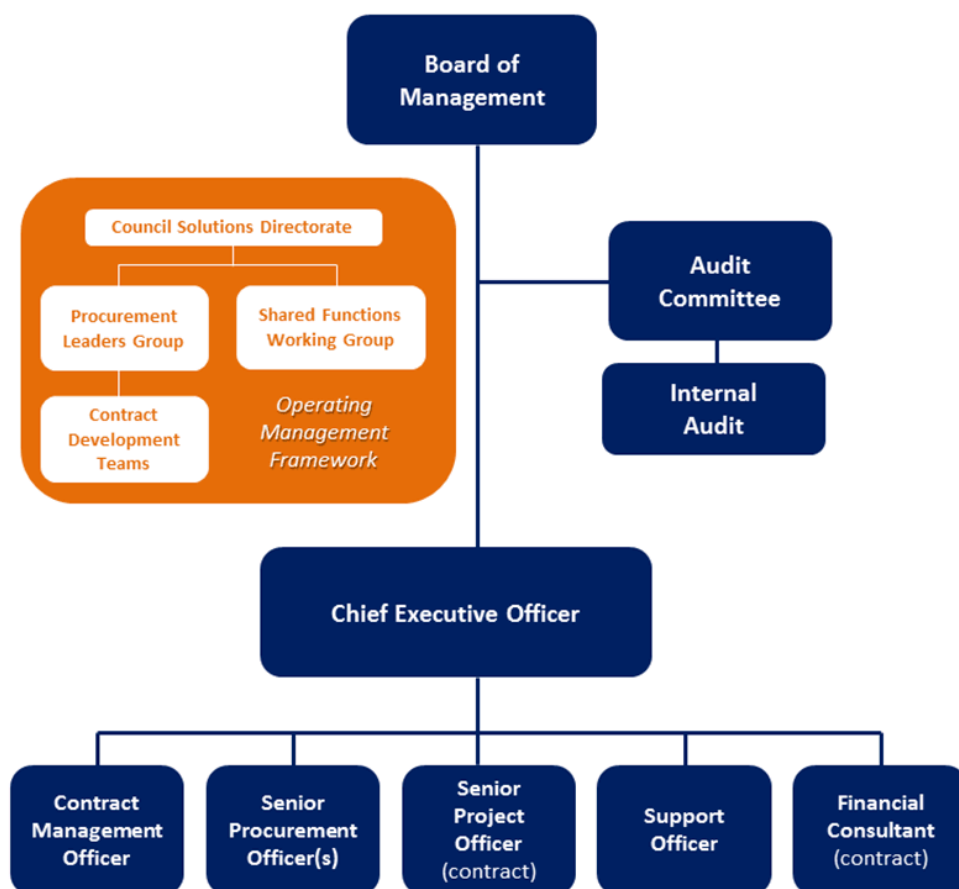 Board of
Management
Council Solutions Directorate
Procurement
Leaders Group
Shared Functions
Working Group
Contract
Development
Teams
Operating
Management
Framework
Audit
Committee
Internal
Audit
Chief Executive Officer
Contract
Management
Officer
Senior
Procurement
Officer(s)
Senior
Project
Officer
(contract)
Support
Officer
Financial
Consultant
(contract)